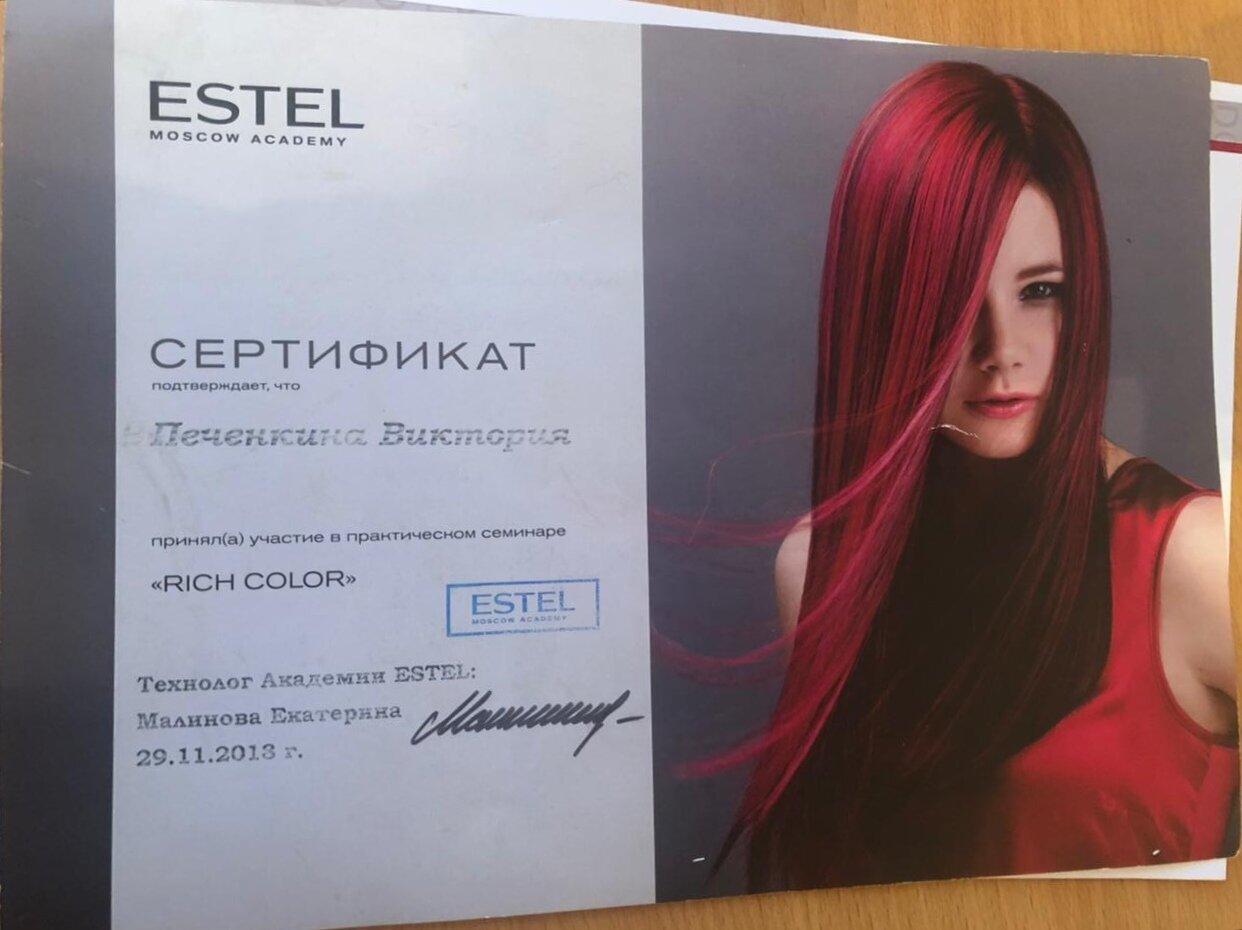 ESTEL
MOSCOW ACADEMY
СЕРТИФИКАТ
подтверждает, что
Печенкина Виктория
принял(а) участие в практическом семинаре
«RICH COLOR»
ESTEL
MOSCOW ACADEMY
Технолог Академии ESTEL:
Малинова Екатерина
29.11.2013 г.